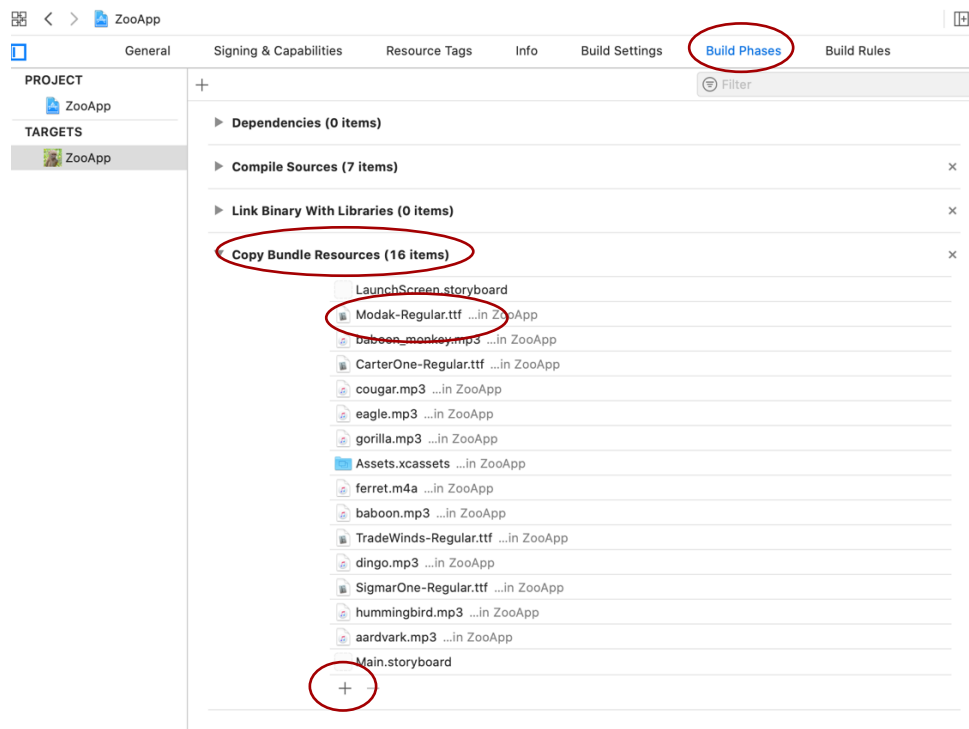 ZooApp
General Signing & Capabilities Resource Tags Info Build Settings Build Phases Build Rules
PROJECT
Filter
ZooApp
Dependencies (0 items)
TARGETS
ZooApp
Compile Sources (7 items)
Link Binary With Libraries (0 items)
Copy Bundle Resources (16 items)
LaunchScreen.storyboard
Modak-Regular.ttf ...in ZooApp
baboon_monkey.mp3 ...in ZooApp
CarterOne-Regular.ttf ...in ZooApp
cougar.mp3 ...in ZooApp
eagle.mp3 ...in ZooApp
gorilla.mp3 ...in ZooApp
Assets.xcassets ...in ZooApp
ferret.m4a ...in ZooApp
baboon.mp3 ...in ZooApp
TradeWinds-Regular.ttf ...in ZooApp
dingo.mp3 ...in ZooApp
SigmarOne-Regular.ttf ...in ZooApp
hummingbird.mp3 ...in ZooApp
aardvark.mp3 ...in ZooApp
Main.storyboard